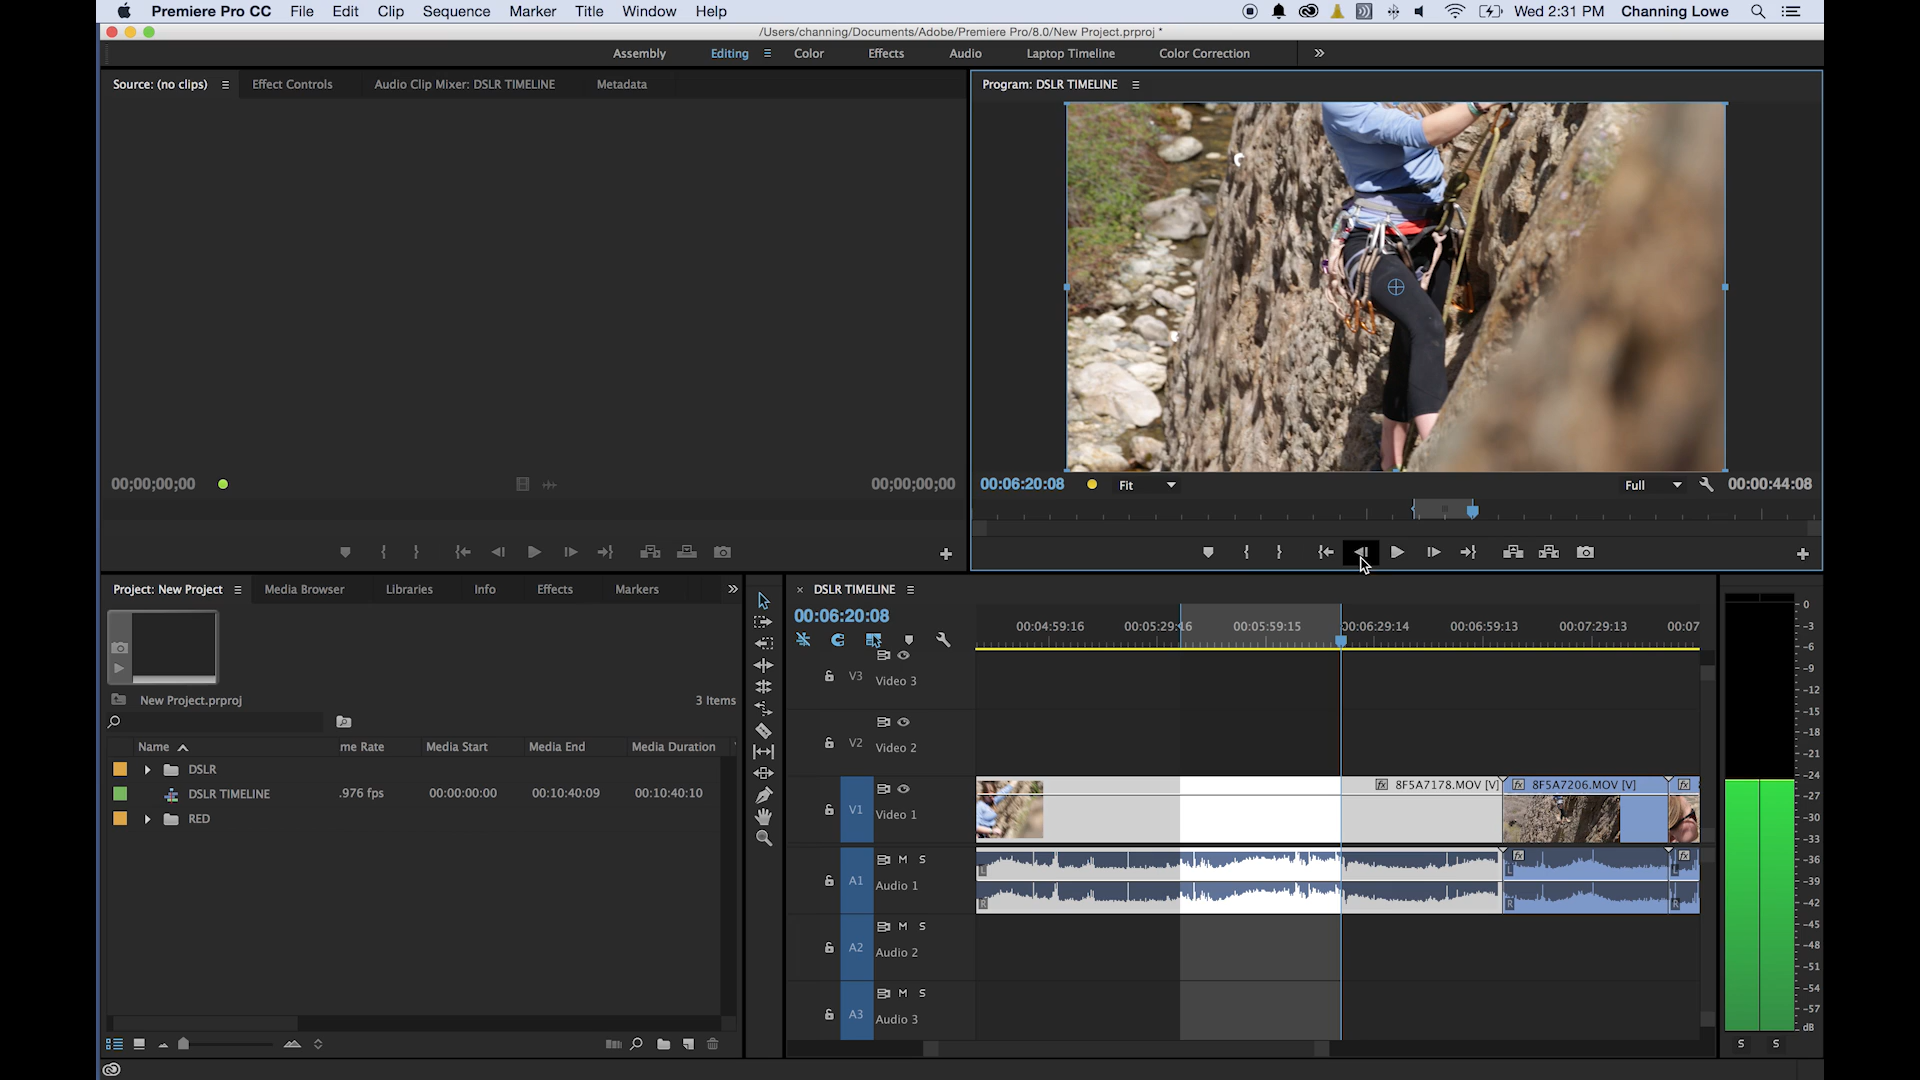 Premiere Pro CC File Edit Clip Sequence Marker Title Window Help Wed 2:31 PM Channing Lowe
/Users/channing/Documents/Adobe/Premiere Pro/8.0/New Project.prproj *
Assembly Editing Color Effects Audio Laptop Timeline Color Correction
Source: (no clips) Effect Controls Audio Clip Mixer: DSLR TIMELINE Metadata
Program: DSLR TIMELINE
00;00;00;00 00;00;00;00
00:06:20:08 Fit Full 00:00:44:08
Project: New Project Media Browser Libraries Info Effects Markers
New Project.prproj 3 Items
Name me Rate Media Start Media End Media Duration
DSLR
DSLR TIMELINE .976 fps 00:00:00:00 00:10:40:09 00:10:40:10
RED
DSLR TIMELINE
00:06:20:08
00:04:59:16 00:05:29:16 00:05:59:15 00:06:29:14 00:06:59:13 00:07:29:13 00:07
V3 Video 3
V2 Video 2
8F5A7178.MOV [V] 8F5A7206.MOV [V]
V1 Video 1
M S
A1 Audio 1
L L L
R R R
M S
A2 Audio 2
M S
A3 Audio 3
0
-3
-6
-9
-12
-15
-18
-21
-24
-27
-30
-33
-36
-39
-42
-45
-48
-51
-54
-57
dB
S S